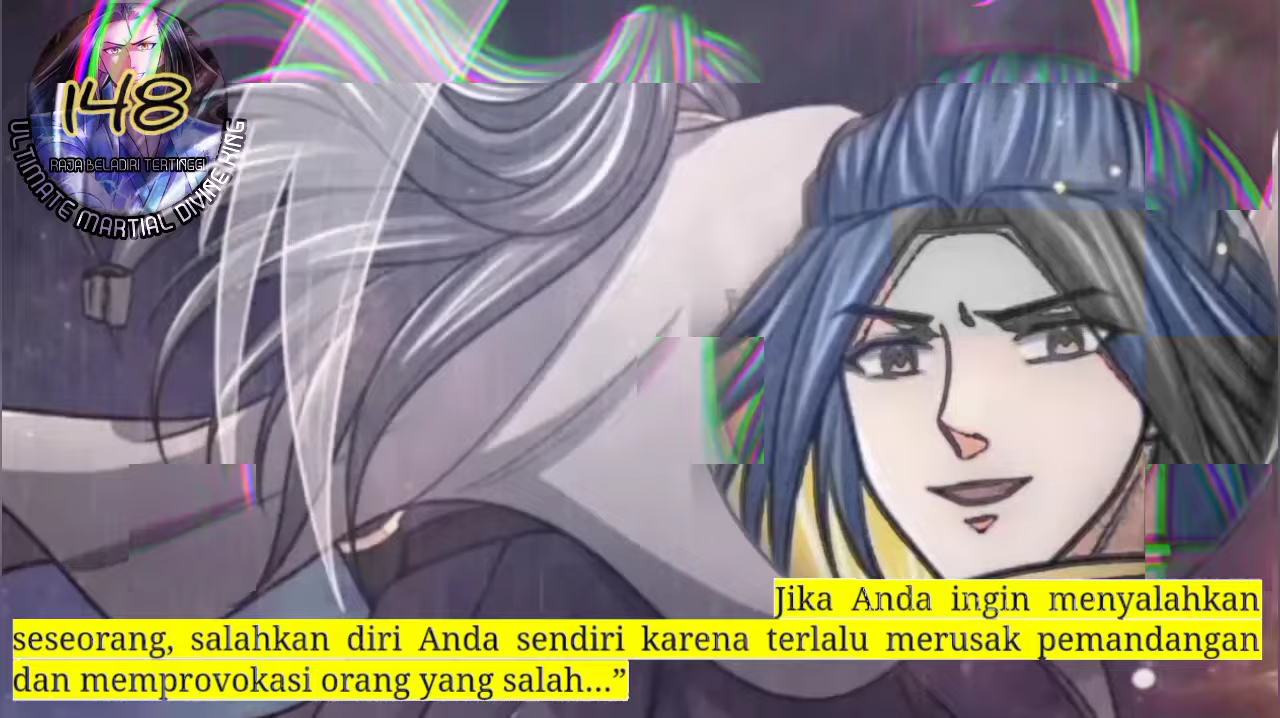 148
RAJA BELADIRI TERTINGGI
ULTIMATE MARTIAL DIVINE KING
Jika Anda ingin menyalahkan
seseorang, salahkan diri Anda sendiri karena terlalu merusak pemandangan
dan memprovokasi orang yang salah...”